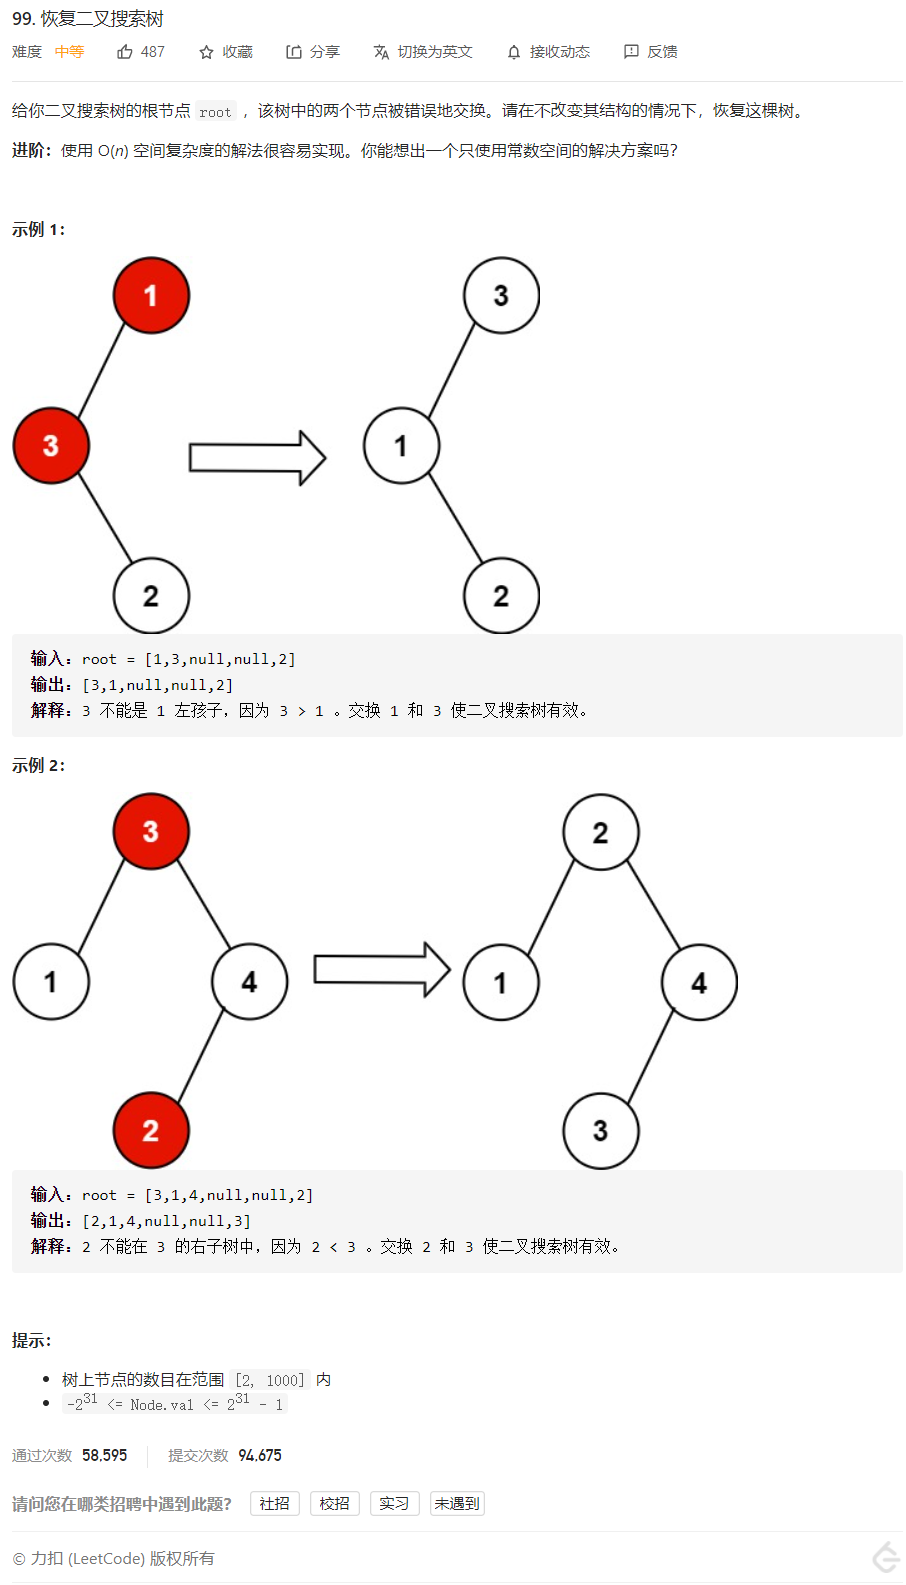 99. 恢复二叉搜索树
难度 中等 487 收藏 分享 切换为英文 接收动态 反馈
给你二叉搜索树的根节点 root ，该树中的两个节点被错误地交换。请在不改变其结构的情况下，恢复这棵树。
进阶：使用 O(n) 空间复杂度的解法很容易实现。你能想出一个只使用常数空间的解决方案吗？
示例 1：
1 3
3 1
2 2
输入：root = [1,3,null,null,2]
输出：[3,1,null,null,2]
解释：3 不能是 1 左孩子，因为 3 > 1 。交换 1 和 3 使二叉搜索树有效。
示例 2：
3 2
1 4 1 4
2 3
输入：root = [3,1,4,null,null,2]
输出：[2,1,4,null,null,3]
解释：2 不能在 3 的右子树中，因为 2 < 3 。交换 2 和 3 使二叉搜索树有效。
提示：
• 树上节点的数目在范围 [2, 1000] 内
• -2³¹ <= Node.val <= 2³¹ - 1
通过次数 58,595 提交次数 94,675
请问您在哪类招聘中遇到此题？ 社招 校招 实习 未遇到
© 力扣 (LeetCode) 版权所有